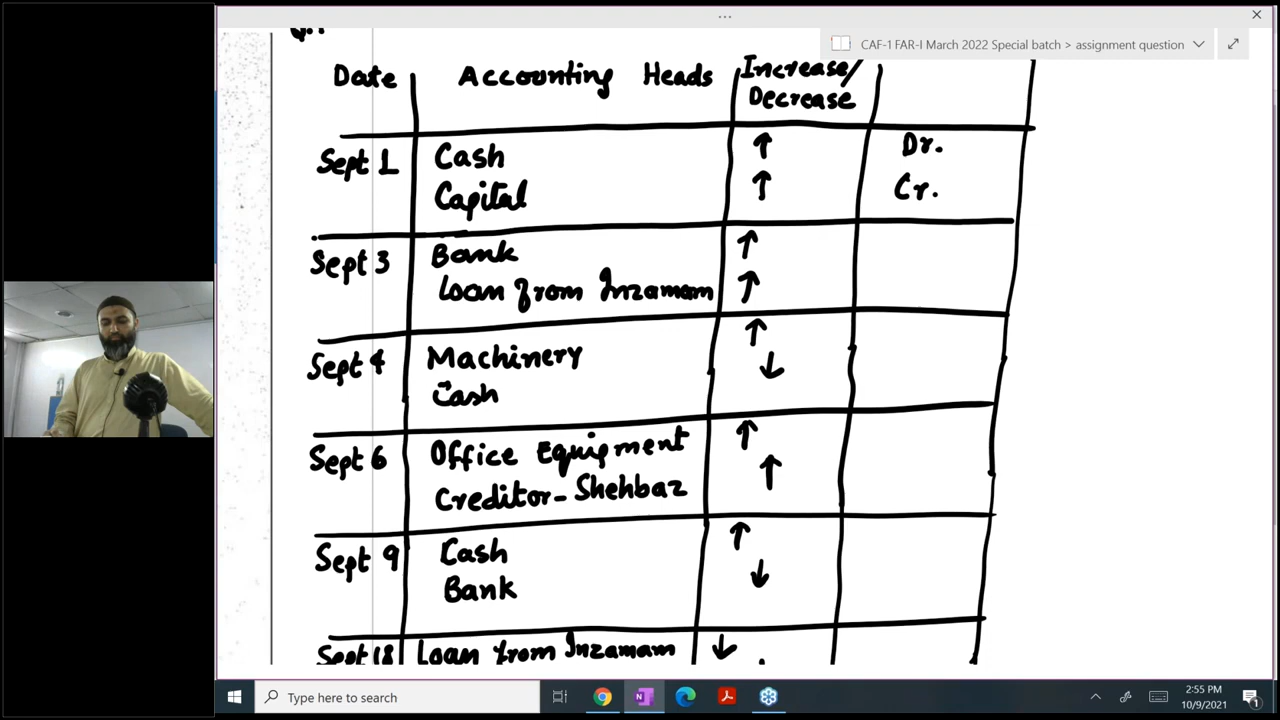 CAF-1 FAR-I March 2022 Special batch > assignment question
Date Accounting Heads Increase/
Decrease
Sept 1 Cash ↑ Dr.
Capital ↑ Cr.
Sept 3 Bank ↑
Loan from Inzamam ↑
Sept 4 Machinery ↑
Cash ↓
Sept 6 Office Equipment ↑
Creditor - Shehbaz ↑
Sept 9 Cash ↑
Bank ↓
Sept 18 Loan from Inzamam ↓
Type here to search
2:55 PM
10/9/2021